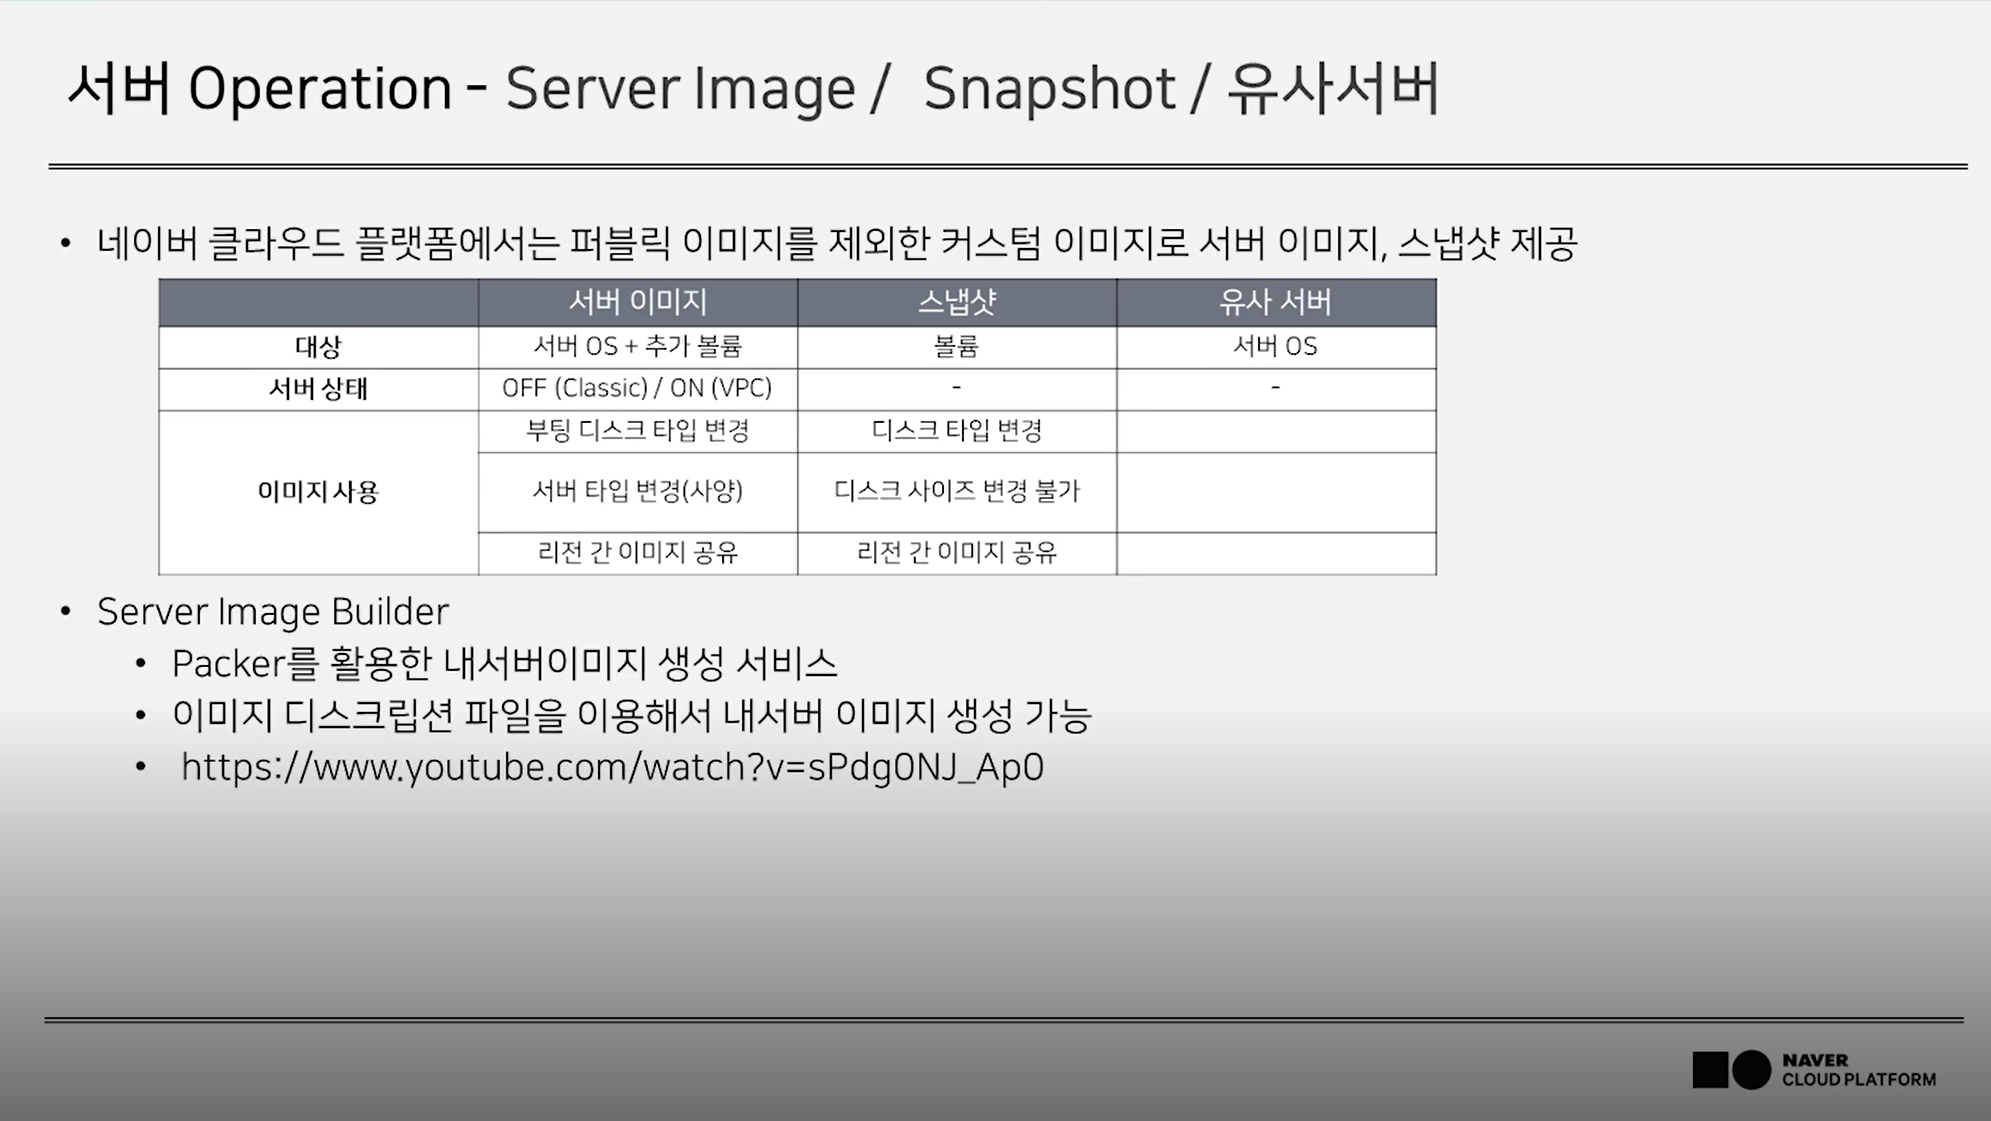 서버 Operation - Server Image / Snapshot / 유사서버
• 네이버 클라우드 플랫폼에서는 퍼블릭 이미지를 제외한 커스텀 이미지로 서버 이미지, 스냅샷 제공
서버 이미지 스냅샷 유사 서버
대상 서버 OS + 추가 볼륨 볼륨 서버 OS
서버 상태 OFF (Classic) / ON (VPC) - -
부팅 디스크 타입 변경 디스크 타입 변경
이미지 사용 서버 타입 변경(사양) 디스크 사이즈 변경 불가
리전 간 이미지 공유 리전 간 이미지 공유
• Server Image Builder
• Packer를 활용한 내서버이미지 생성 서비스
• 이미지 디스크립션 파일을 이용해서 내서버 이미지 생성 가능
• https://www.youtube.com/watch?v=sPdg0NJ_Ap0
NAVER
CLOUD PLATFORM